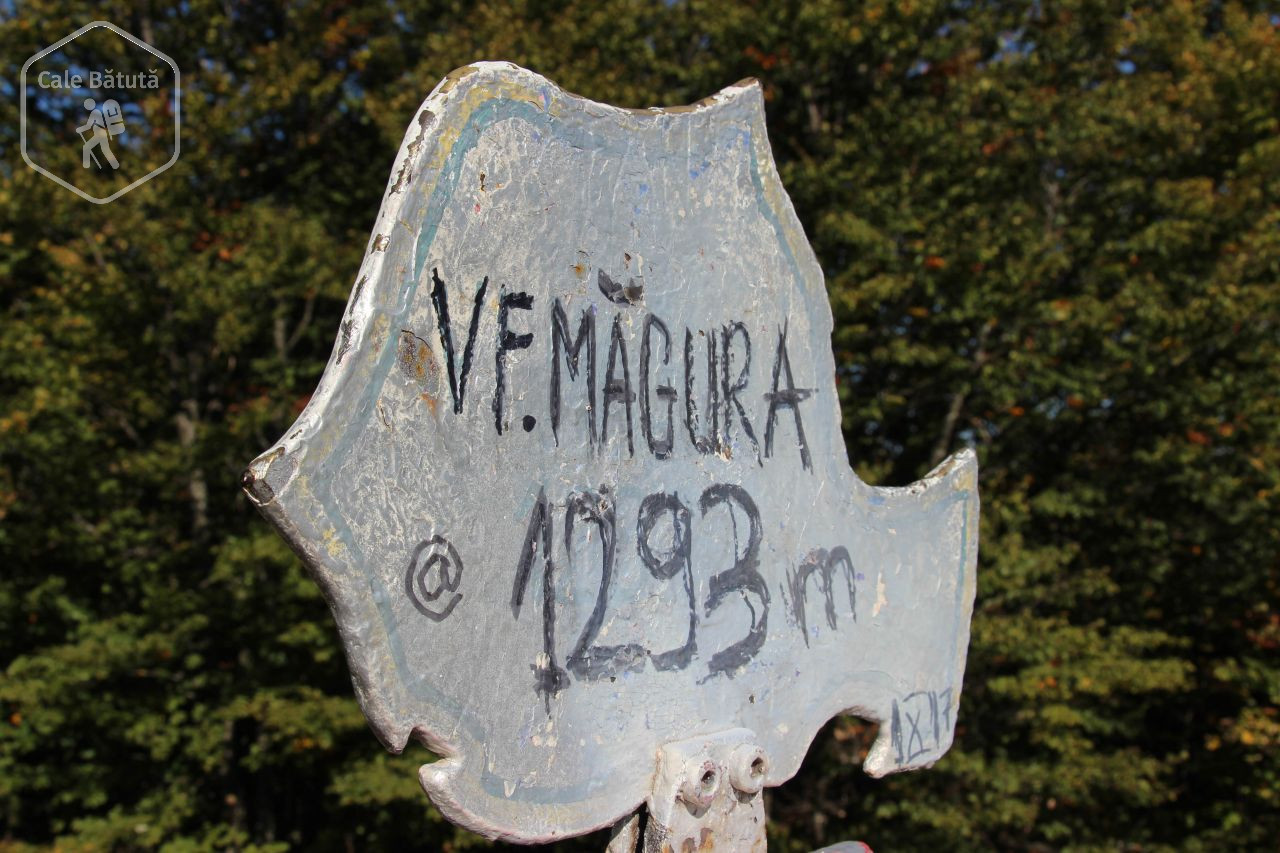 Cale Bătută
VF. MĂGURA
@ 1293 m
IX 17